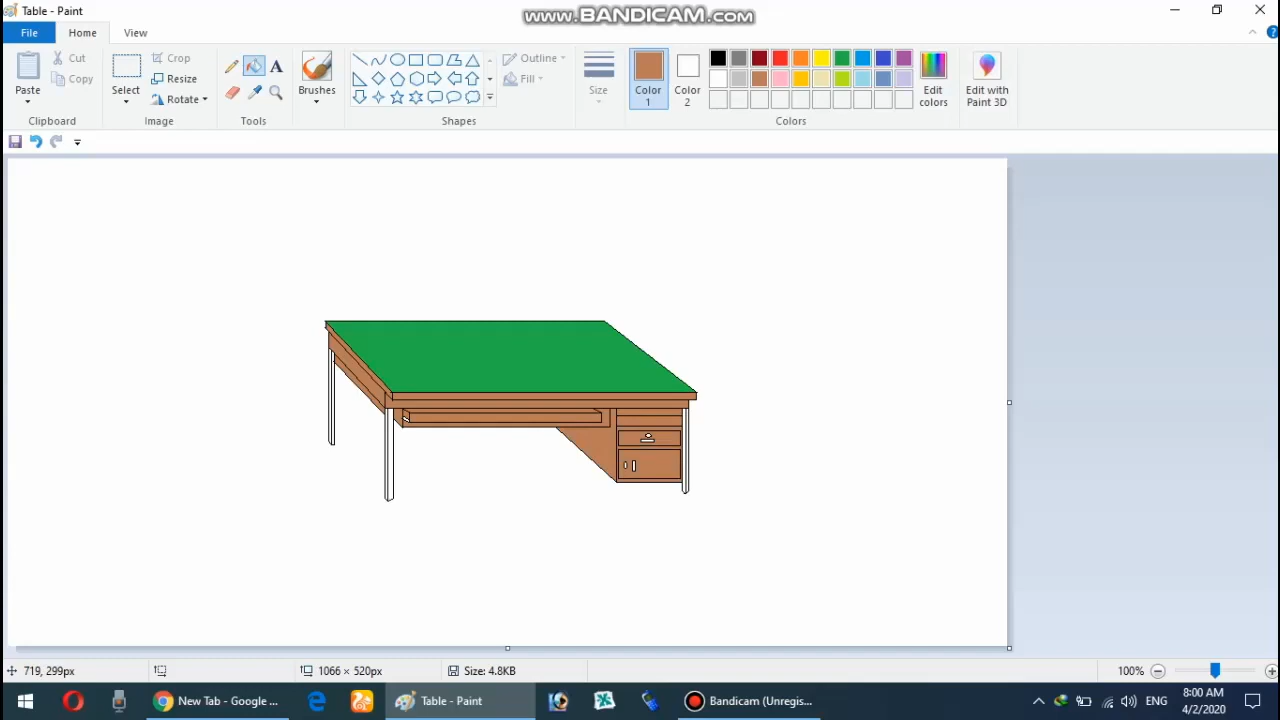 Table - Paint
www.BANDICAM.com
File Home View
Paste
Cut
Copy
Clipboard
Select
Crop
Resize
Rotate
Image
A
Tools
Brushes
Outline
Fill
Shapes
Size
Color 1
Color 2
Edit colors
Colors
Edit with Paint 3D
719, 299px
1066 × 520px
Size: 4.8KB
100%
New Tab - Google ...
Table - Paint
Bandicam (Unregis...
ENG
8:00 AM
4/2/2020